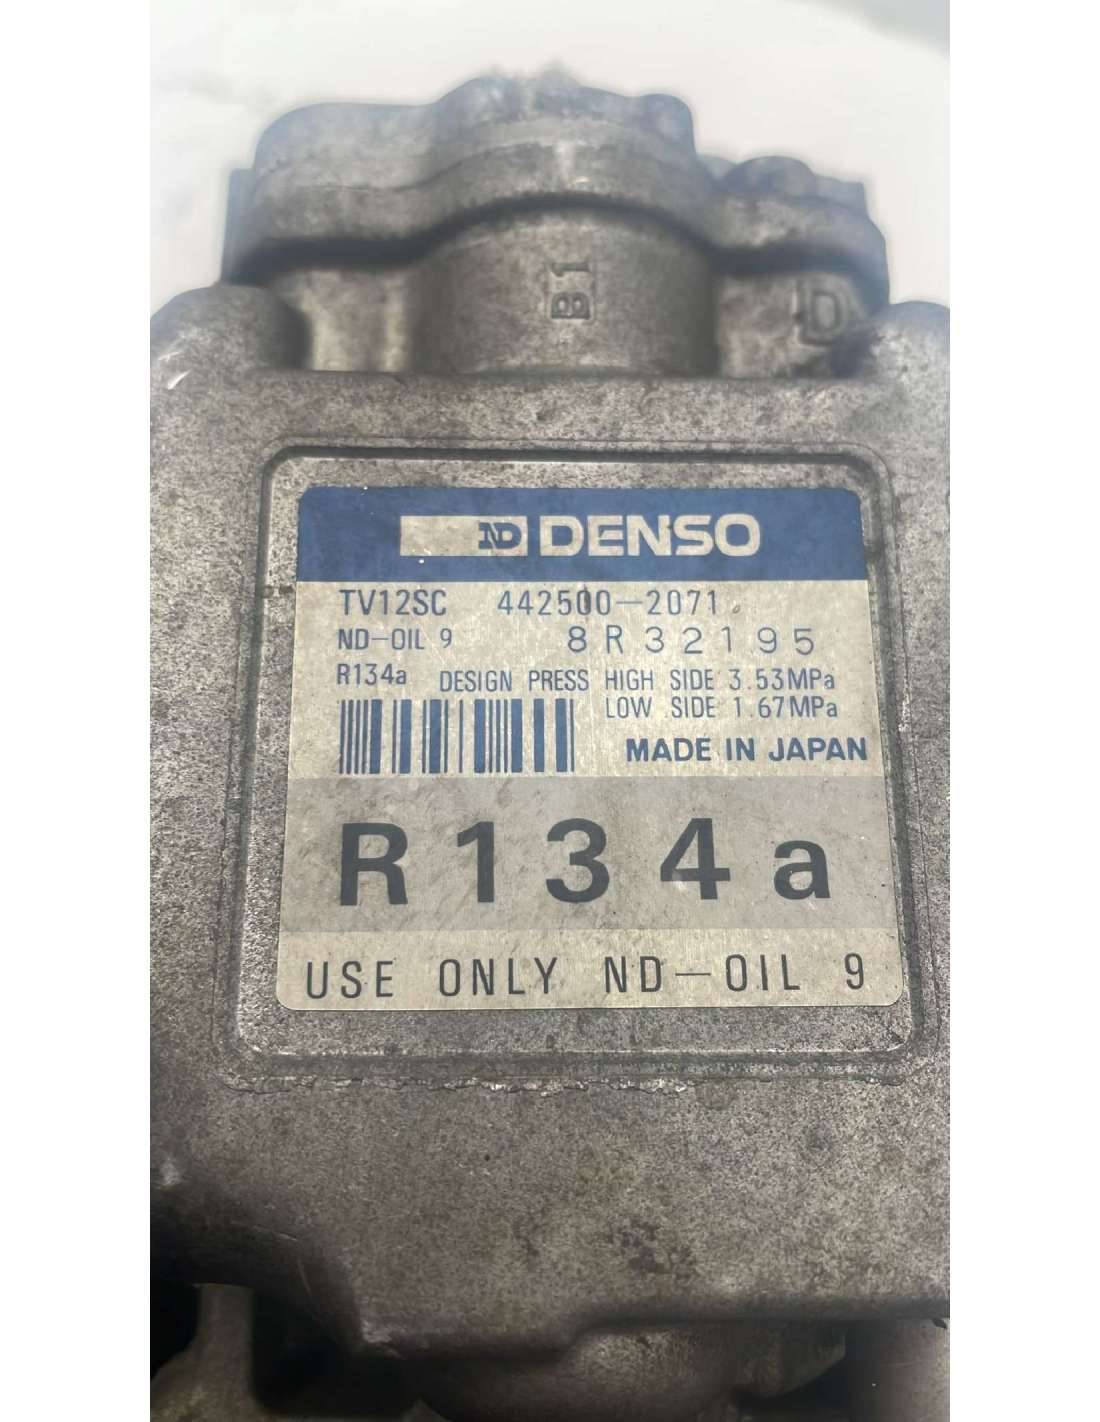 B1
D
ND DENSO
TV12SC 442500-2071
ND-OIL 9 8R32195
R134a DESIGN PRESS HIGH SIDE 3.53MPa
LOW SIDE 1.67MPa
MADE IN JAPAN
R134a
USE ONLY ND-OIL 9